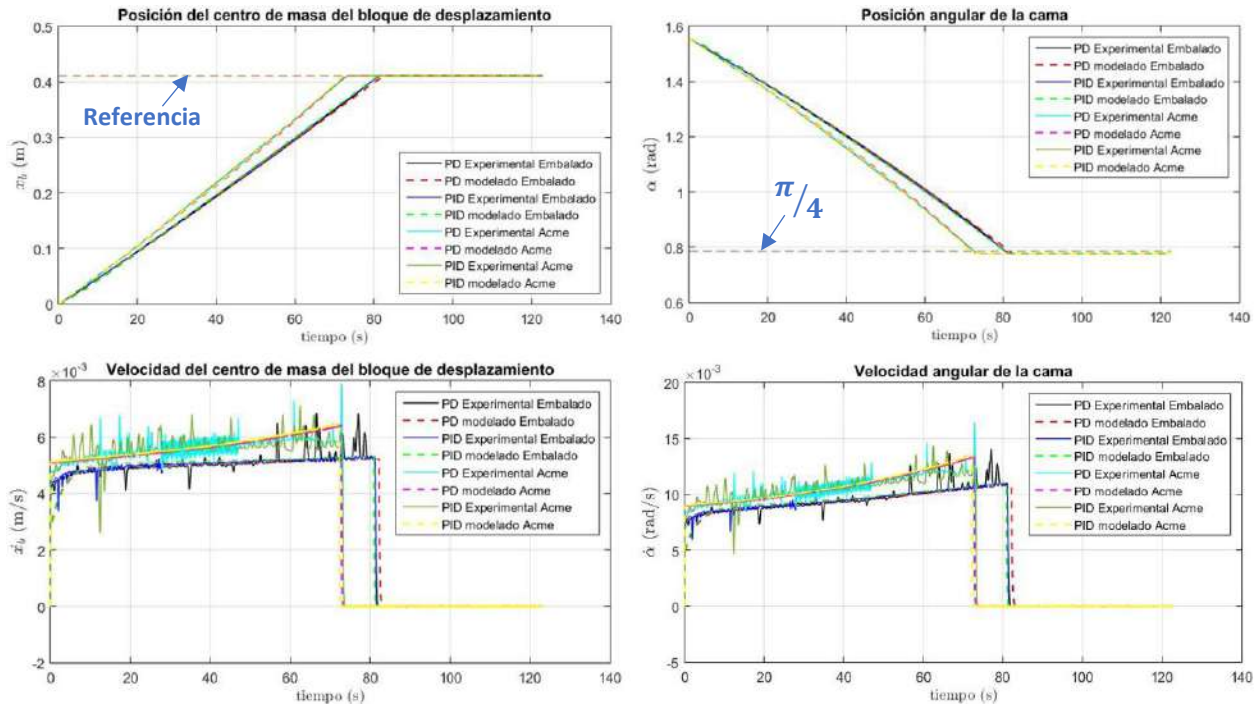 Posición del centro de masa del bloque de desplazamiento
0.5
0.4
0.3
0.2
0.1
0
x_b (m)
Referencia
PD Experimental Embalado
PD modelado Embalado
PID Experimental Embalado
PID modelado Embalado
PD Experimental Acme
PD modelado Acme
PID Experimental Acme
PID modelado Acme
0 20 40 60 80 100 120 140
tiempo (s)
Posición angular de la cama
1.6
1.4
1.2
1
0.8
0.6
α (rad)
π/4
PD Experimental Embalado
PD modelado Embalado
PID Experimental Embalado
PID modelado Embalado
PD Experimental Acme
PD modelado Acme
PID Experimental Acme
PID modelado Acme
0 20 40 60 80 100 120 140
tiempo (s)
Velocidad del centro de masa del bloque de desplazamiento
×10⁻³
8
6
4
2
0
-2
ẋ_b (m/s)
PD Experimental Embalado
PD modelado Embalado
PID Experimental Embalado
PID modelado Embalado
PD Experimental Acme
PD modelado Acme
PID Experimental Acme
PID modelado Acme
0 20 40 60 80 100 120 140
tiempo (s)
Velocidad angular de la cama
×10⁻³
20
15
10
5
0
-5
α̇ (rad/s)
PD Experimental Embalado
PD modelado Embalado
PID Experimental Embalado
PID modelado Embalado
PD Experimental Acme
PD modelado Acme
PID Experimental Acme
PID modelado Acme
0 20 40 60 80 100 120 140
tiempo (s)